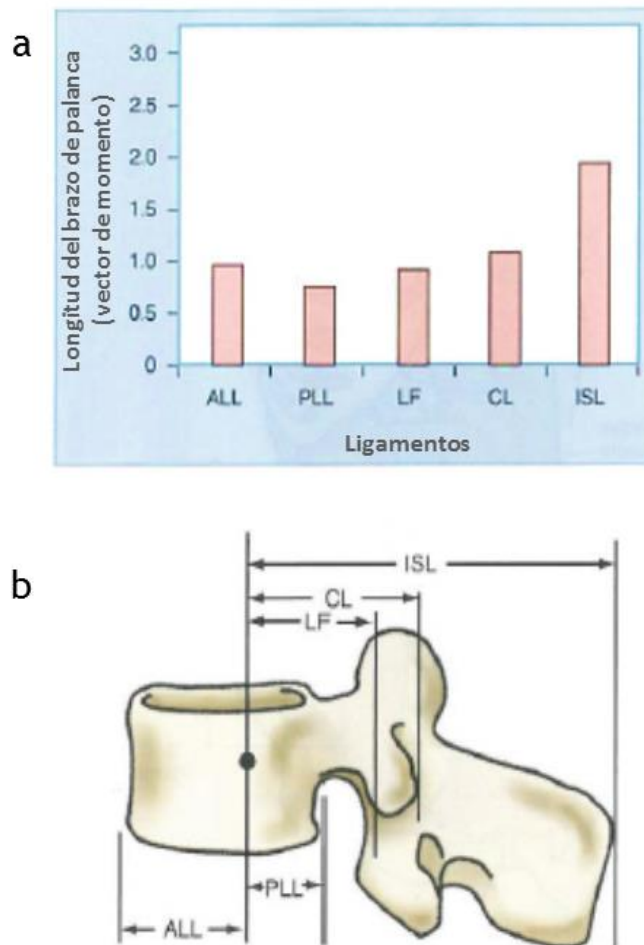 a
Longitud del brazo de palanca
(vector de momento)
3.0
2.5
2.0
1.5
1.0
0.5
0
ALL PLL LF CL ISL
Ligamentos
b
ISL
CL
LF
PLL
ALL